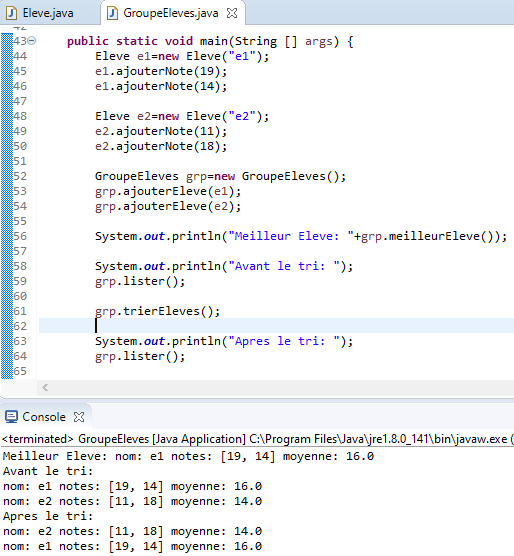 Eleve.java GroupeEleves.java
42
43 public static void main(String [] args) {
44 Eleve e1=new Eleve("e1");
45 e1.ajouterNote(19);
46 e1.ajouterNote(14);
47
48 Eleve e2=new Eleve("e2");
49 e2.ajouterNote(11);
50 e2.ajouterNote(18);
51
52 GroupeEleves grp=new GroupeEleves();
53 grp.ajouterEleve(e1);
54 grp.ajouterEleve(e2);
55
56 System.out.println("Meilleur Eleve: "+grp.meilleurEleve());
57
58 System.out.println("Avant le tri: ");
59 grp.lister();
60
61 grp.trierEleves();
62
63 System.out.println("Apres le tri: ");
64 grp.lister();
65
Console
<terminated> GroupeEleves [Java Application] C:\Program Files\Java\jre1.8.0_141\bin\javaw.exe (
Meilleur Eleve: nom: e1 notes: [19, 14] moyenne: 16.0
Avant le tri:
nom: e1 notes: [19, 14] moyenne: 16.0
nom: e2 notes: [11, 18] moyenne: 14.0
Apres le tri:
nom: e2 notes: [11, 18] moyenne: 14.0
nom: e1 notes: [19, 14] moyenne: 16.0